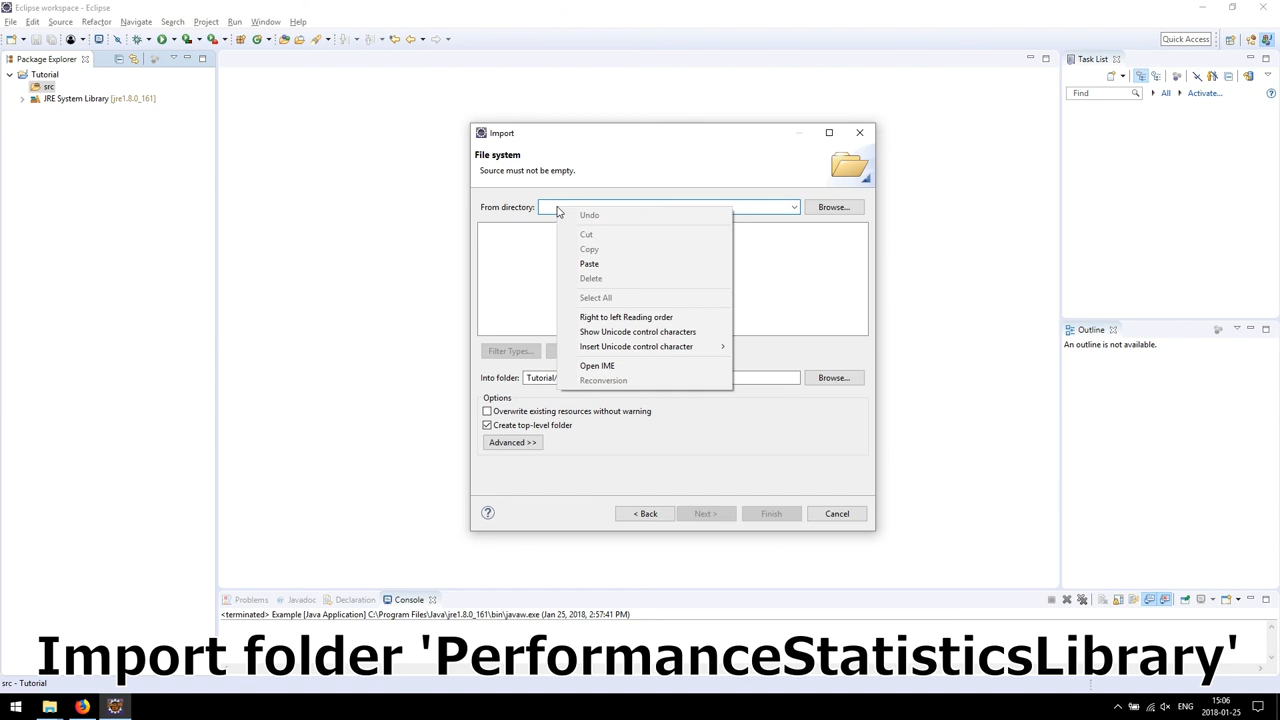 Eclipse workspace - Eclipse
File Edit Source Refactor Navigate Search Project Run Window Help
Quick Access
Package Explorer
Tutorial
src
JRE System Library [jre1.8.0_161]
Task List
Find
All
Activate...
Import
File system
Source must not be empty.
From directory:
Browse...
Undo
Cut
Copy
Paste
Delete
Select All
Right to left Reading order
Show Unicode control characters
Insert Unicode control character
Open IME
Reconversion
Filter Types...
Into folder: Tutorial/
Browse...
Options
Overwrite existing resources without warning
Create top-level folder
Advanced >>
< Back Next > Finish Cancel
Outline
An outline is not available.
Problems Javadoc Declaration Console
<terminated> Example [Java Application] C:\Program Files\Java\jre1.8.0_161\bin\javaw.exe (Jan 25, 2018, 2:57:41 PM)
Import folder 'PerformanceStatisticsLibrary'
src - Tutorial
ENG
15:06
2018-01-25